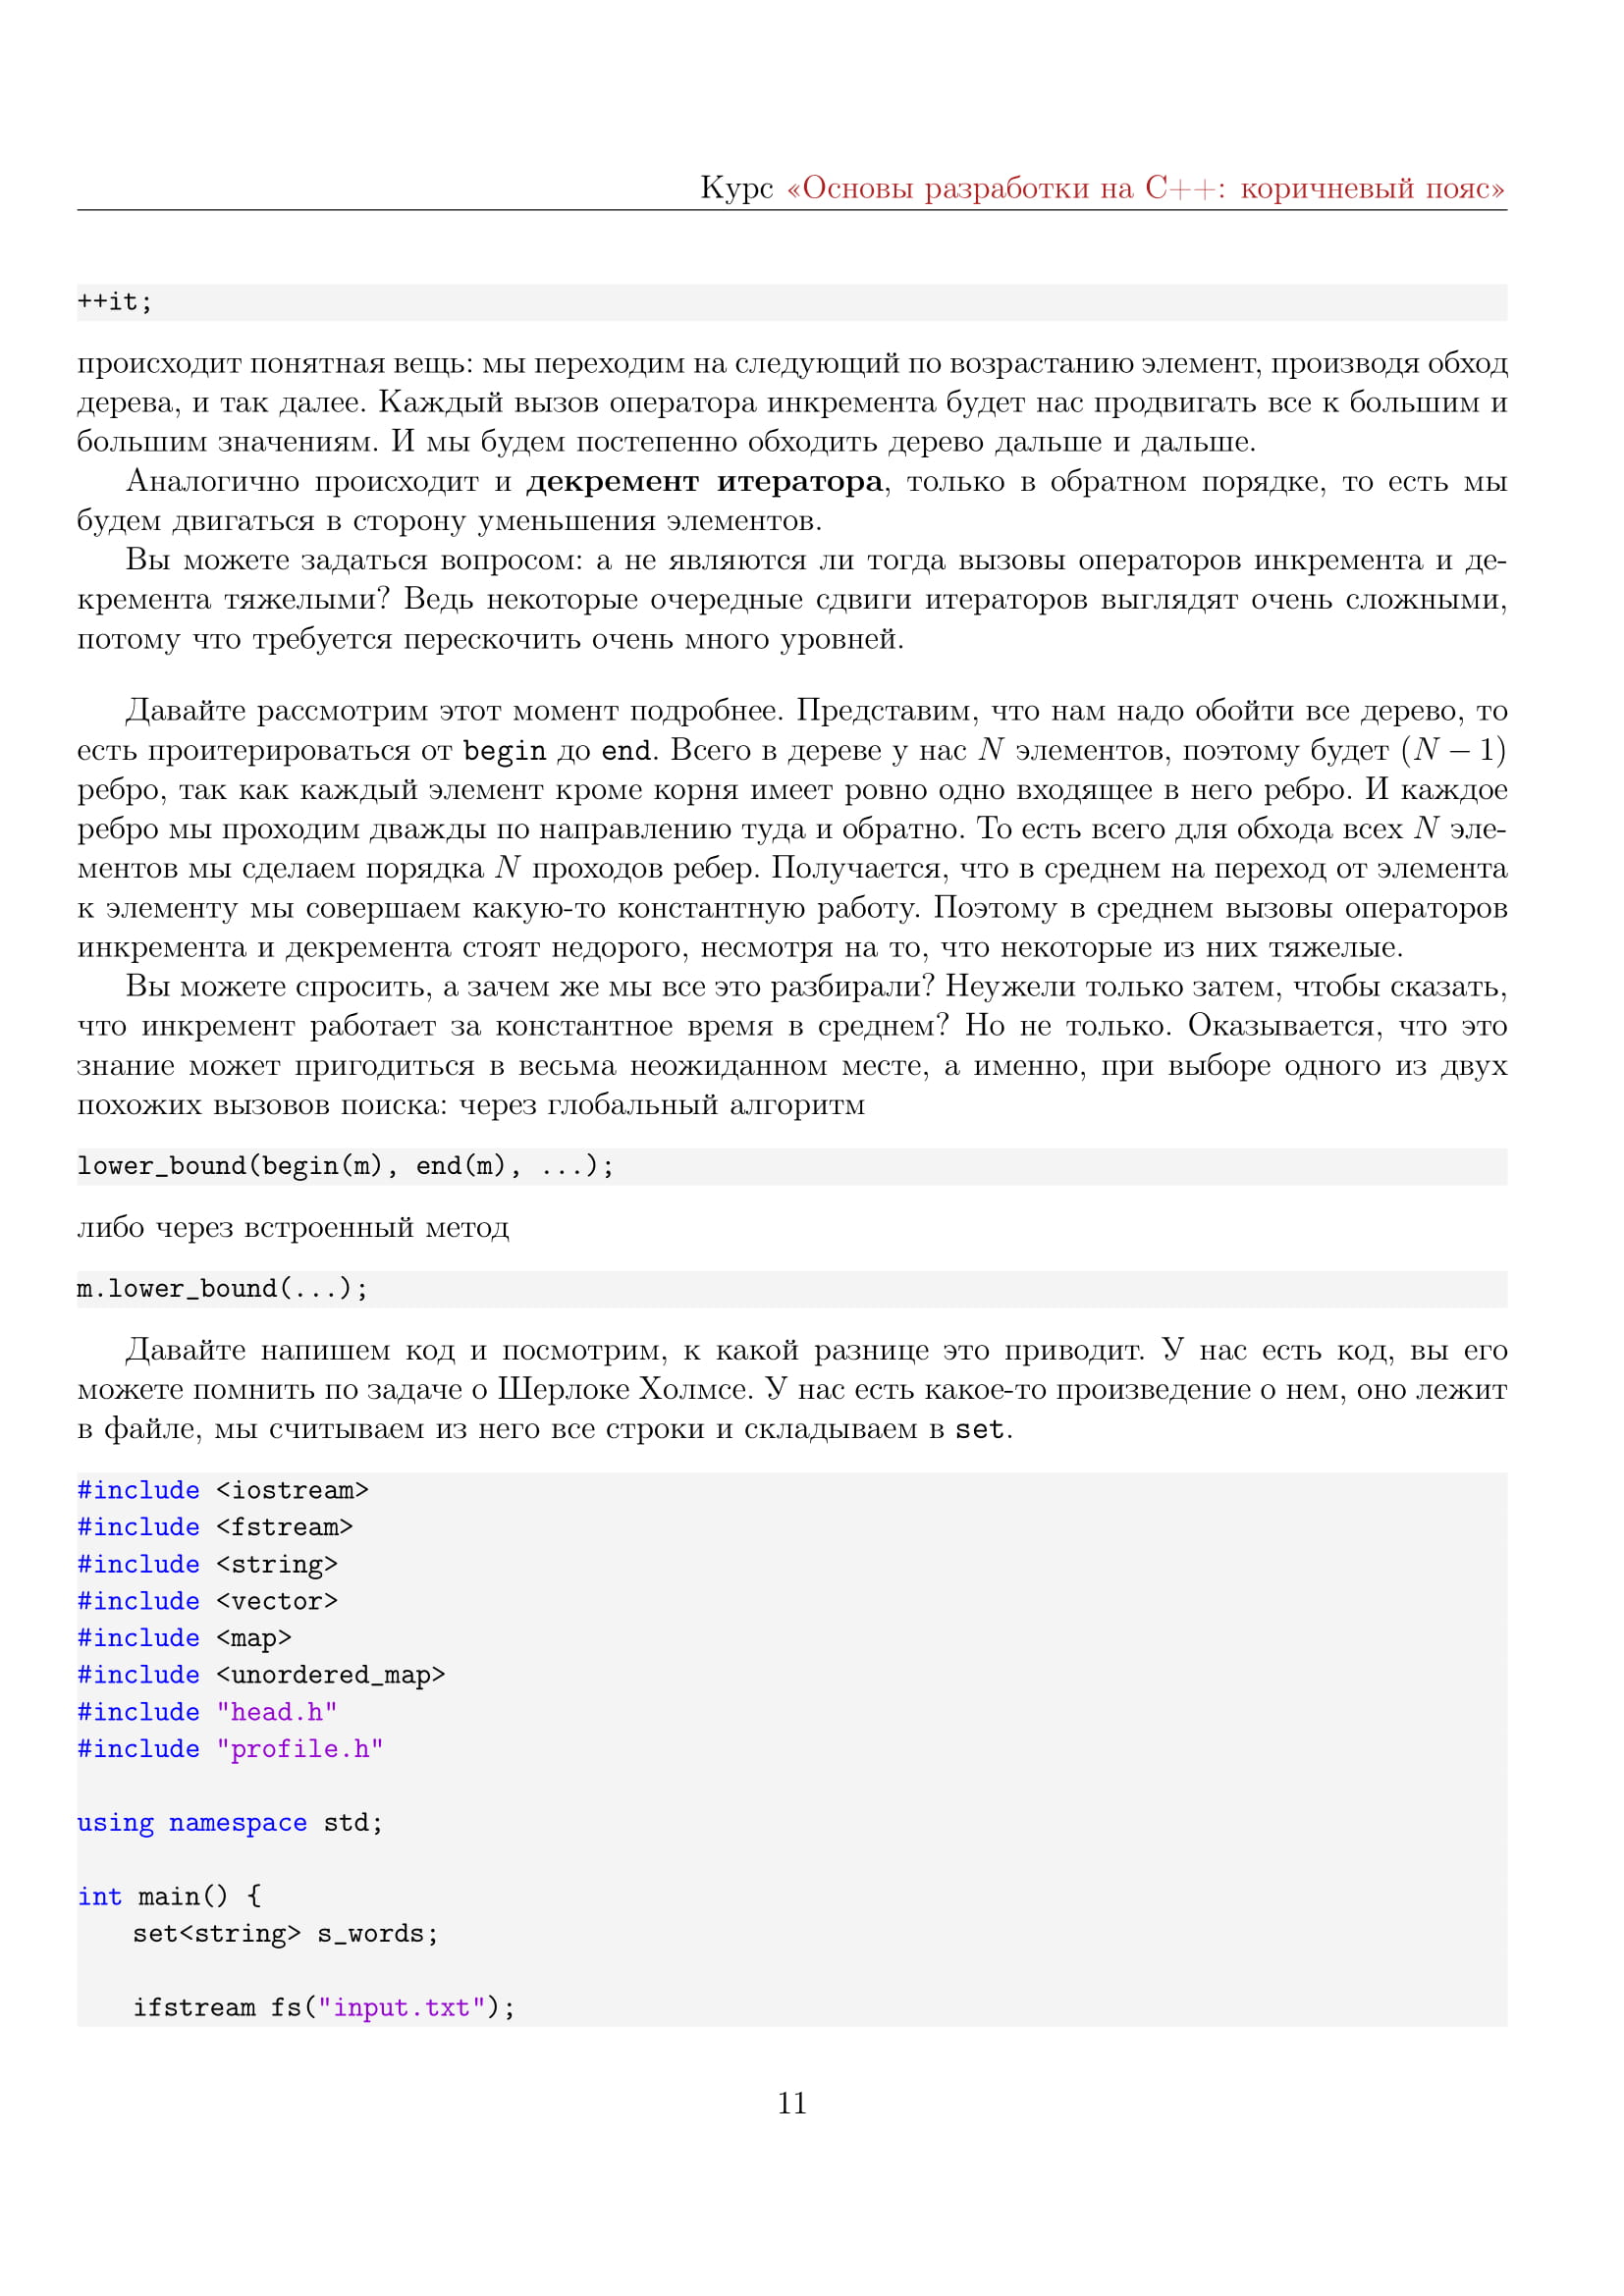 Курс «Основы разработки на C++: коричневый пояс»
++it;
происходит понятная вещь: мы переходим на следующий по возрастанию элемент, производя обход
дерева, и так далее. Каждый вызов оператора инкремента будет нас продвигать все к большим и
большим значениям. И мы будем постепенно обходить дерево дальше и дальше.
Аналогично происходит и декремент итератора, только в обратном порядке, то есть мы
будем двигаться в сторону уменьшения элементов.
Вы можете задаться вопросом: а не являются ли тогда вызовы операторов инкремента и де-
кремента тяжелыми? Ведь некоторые очередные сдвиги итераторов выглядят очень сложными,
потому что требуется перескочить очень много уровней.
Давайте рассмотрим этот момент подробнее. Представим, что нам надо обойти все дерево, то
есть проитерироваться от begin до end. Всего в дереве у нас N элементов, поэтому будет (N − 1)
ребро, так как каждый элемент кроме корня имеет ровно одно входящее в него ребро. И каждое
ребро мы проходим дважды по направлению туда и обратно. То есть всего для обхода всех N эле-
ментов мы сделаем порядка N проходов ребер. Получается, что в среднем на переход от элемента
к элементу мы совершаем какую-то константную работу. Поэтому в среднем вызовы операторов
инкремента и декремента стоят недорого, несмотря на то, что некоторые из них тяжелые.
Вы можете спросить, а зачем же мы все это разбирали? Неужели только затем, чтобы сказать,
что инкремент работает за константное время в среднем? Но не только. Оказывается, что это
знание может пригодиться в весьма неожиданном месте, а именно, при выборе одного из двух
похожих вызовов поиска: через глобальный алгоритм
lower_bound(begin(m), end(m), ...);
либо через встроенный метод
m.lower_bound(...);
Давайте напишем код и посмотрим, к какой разнице это приводит. У нас есть код, вы его
можете помнить по задаче о Шерлоке Холмсе. У нас есть какое-то произведение о нем, оно лежит
в файле, мы считываем из него все строки и складываем в set.
#include <iostream>
#include <fstream>
#include <string>
#include <vector>
#include <map>
#include <unordered_map>
#include "head.h"
#include "profile.h"
using namespace std;
int main() {
set<string> s_words;
ifstream fs("input.txt");
11